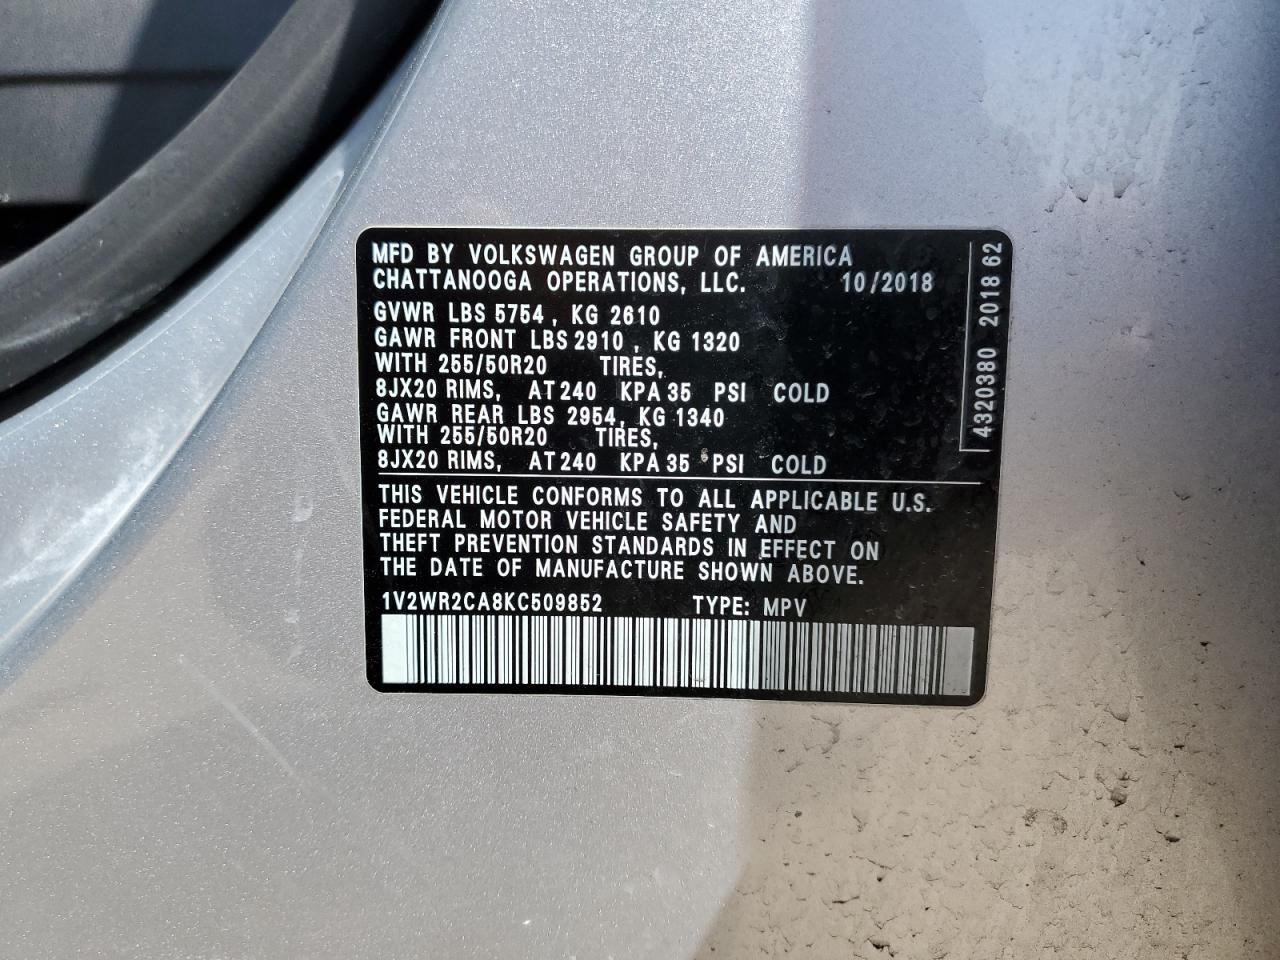 MFD BY VOLKSWAGEN GROUP OF AMERICA
CHATTANOOGA OPERATIONS, LLC. 10/2018
GVWR LBS 5754, KG 2610
GAWR FRONT LBS 2910, KG 1320
WITH 255/50R20 TIRES,
8JX20 RIMS, AT 240 KPA 35 PSI COLD
GAWR REAR LBS 2954, KG 1340
WITH 255/50R20 TIRES,
8JX20 RIMS, AT 240 KPA 35 PSI COLD
THIS VEHICLE CONFORMS TO ALL APPLICABLE U.S.
FEDERAL MOTOR VEHICLE SAFETY AND
THEFT PREVENTION STANDARDS IN EFFECT ON
THE DATE OF MANUFACTURE SHOWN ABOVE.
1V2WR2CA8KC509852 TYPE: MPV
4320380 2018 62